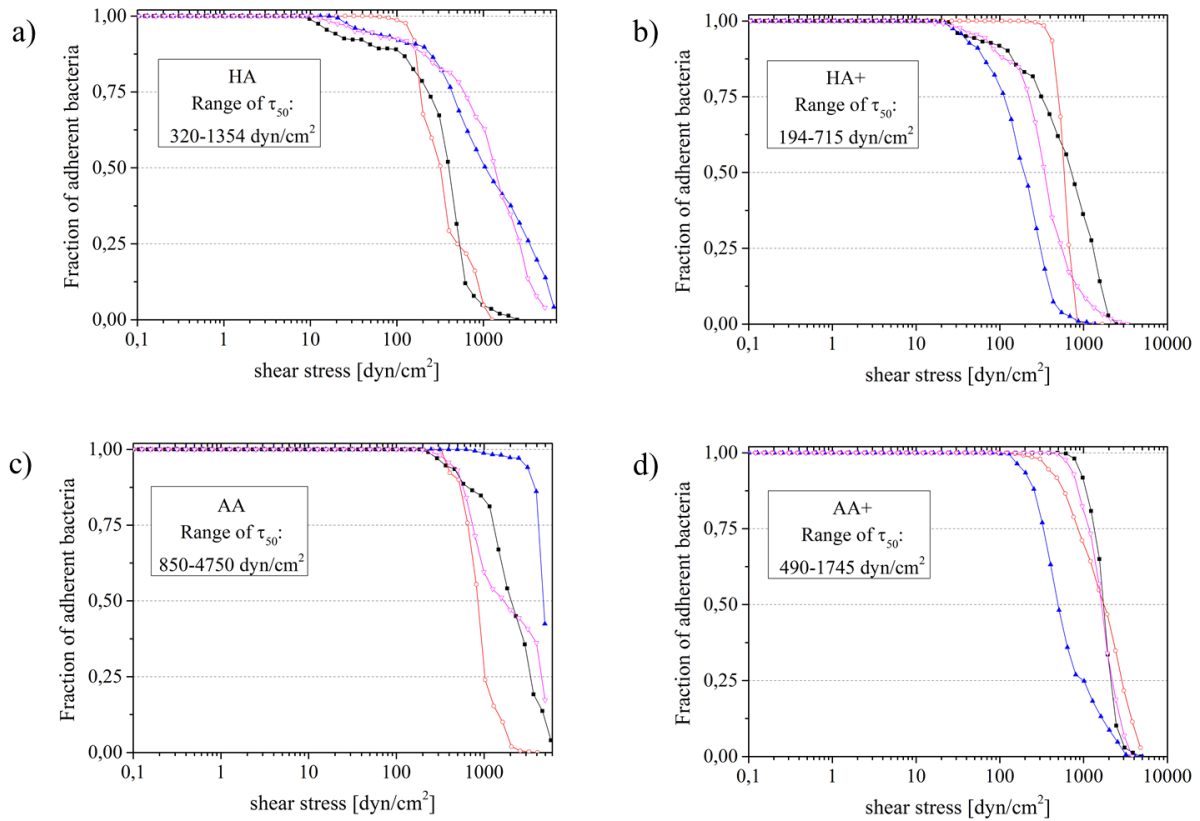 a)
Fraction of adherent bacteria
1,00
0,75
0,50
0,25
0,00
HA
Range of τ50:
320-1354 dyn/cm²
0,1 1 10 100 1000
shear stress [dyn/cm²]
b)
Fraction of adherent bacteria
1,00
0,75
0,50
0,25
0,00
HA+
Range of τ50:
194-715 dyn/cm²
0,1 1 10 100 1000 10000
shear stress [dyn/cm²]
c)
Fraction of adherent bacteria
1,00
0,75
0,50
0,25
0,00
AA
Range of τ50:
850-4750 dyn/cm²
0,1 1 10 100 1000
shear stress [dyn/cm²]
d)
Fraction of adherent bacteria
1,00
0,75
0,50
0,25
0,00
AA+
Range of τ50:
490-1745 dyn/cm²
0,1 1 10 100 1000 10000
shear stress [dyn/cm²]